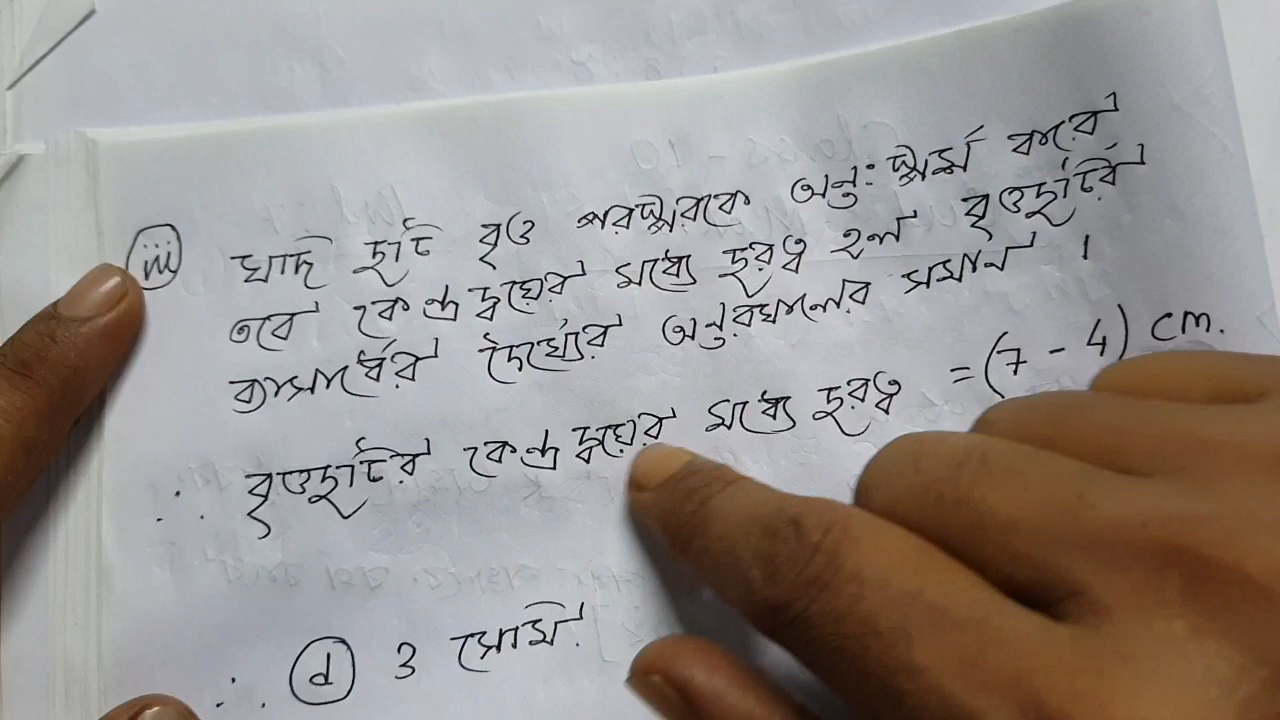 (iii) যদি দুটি বৃত্ত পরস্পরকে অন্তঃস্পর্শ করে
তবে কেন্দ্রদ্বয়ের মধ্যে দূরত্ব হল বৃত্তদুটির
ব্যাসার্ধের দৈর্ঘ্যের অন্তরফলের সমান ।
∴ বৃত্তদুটির কেন্দ্রদ্বয়ের মধ্যে দূরত্ব = (7 - 4) cm.
∴ (d) 3 সেমি.